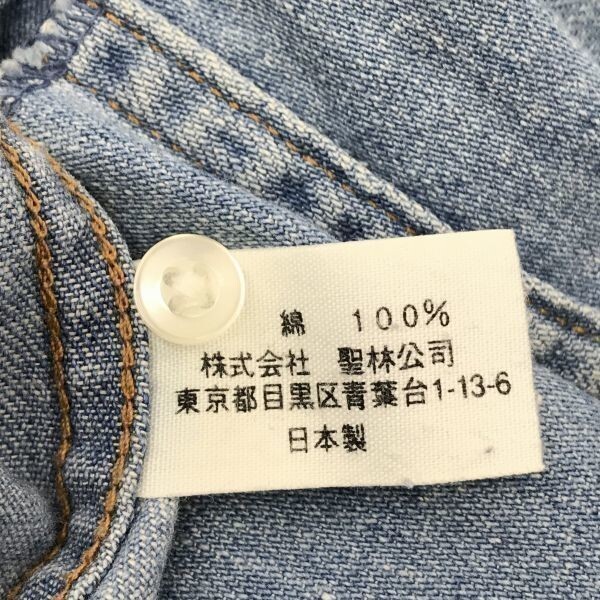 綿 100%
株式会社 聖林公司
東京都目黒区青葉台1-13-6
日本製